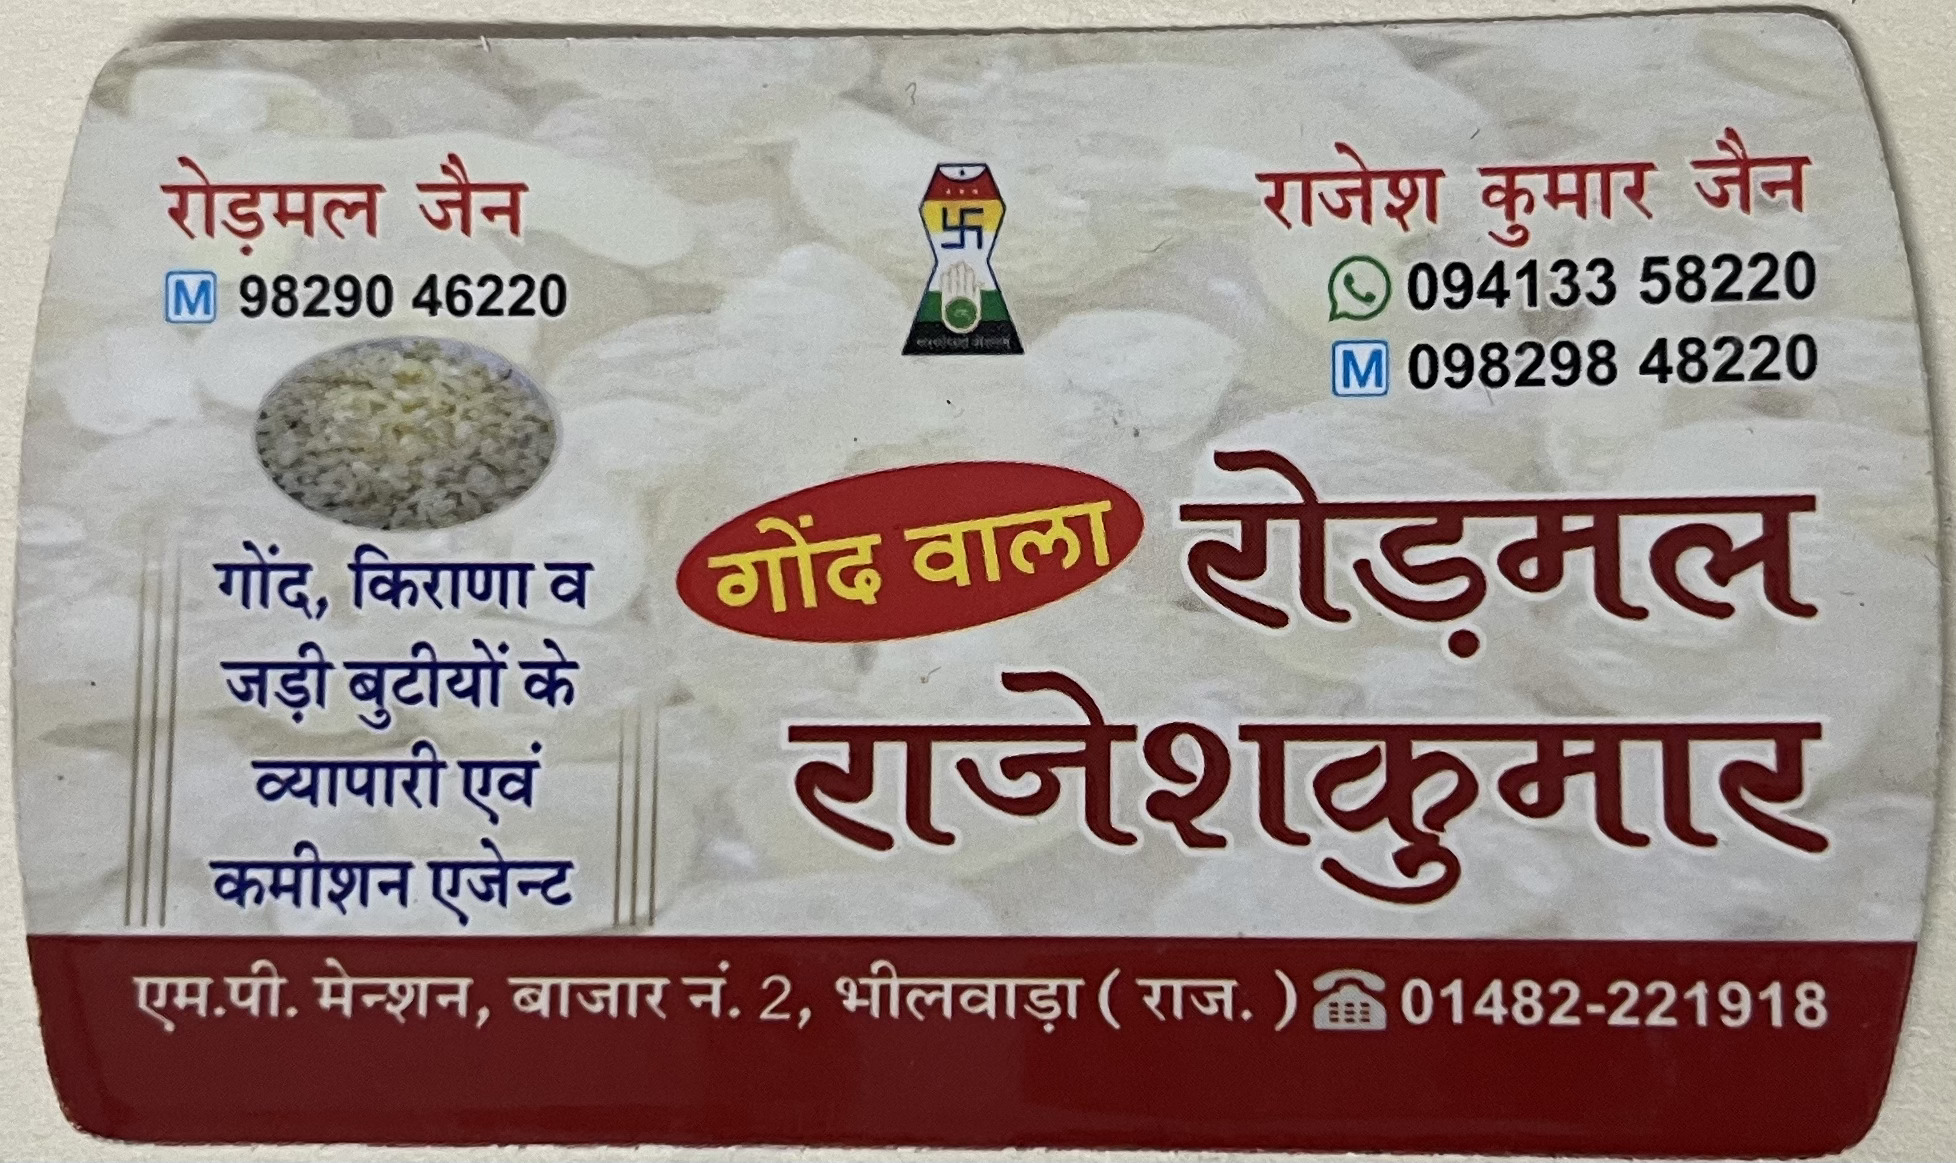 रोड़मल जैन
M 98290 46220
राजेश कुमार जैन
094133 58220
M 098298 48220
गोंद वाला रोड़मल
राजेशकुमार
गोंद, किराणा व
जड़ी बुटीयों के
व्यापारी एवं
कमीशन एजेन्ट
एम.पी. मेन्शन, बाजार नं. 2, भीलवाड़ा ( राज. ) 01482-221918